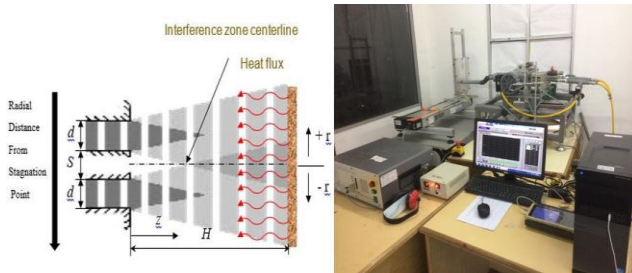 Interference zone centerline
Heat flux
Radial
Distance
From
Stagnation
Point
d
S
d
z
H
+r
-r